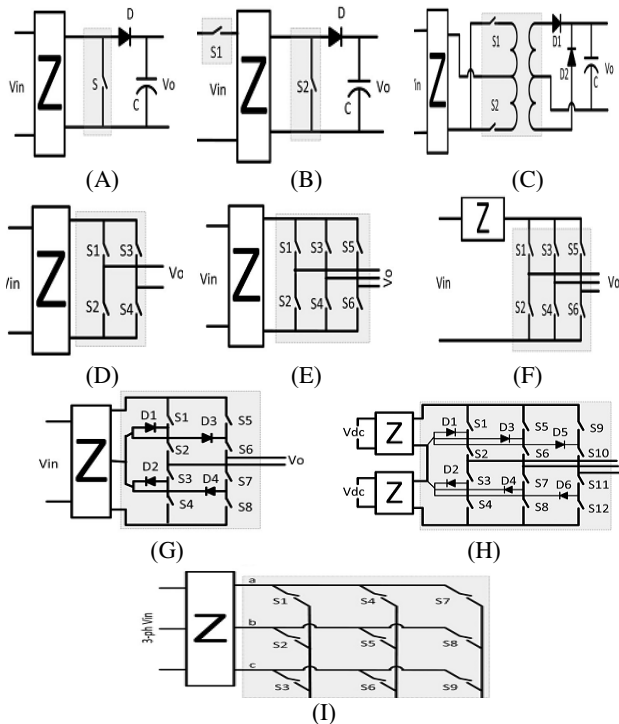 Vin Z S D C Vo
(A)
S1 Vin Z S2 D C Vo
(B)
Z S1 S2 D1 D2 C Vo
(C)
Vin Z S1 S3 S2 S4 Vo
(D)
Vin Z S1 S3 S5 S2 S4 S6 Vo
(E)
Z Vin S1 S3 S5 S2 S4 S6 Vo
(F)
Vin Z D1 S1 D3 S5 S2 S6 Vo D2 S3 D4 S7 S4 S8
(G)
Vdc Z D1 S1 D3 S5 D5 S9 S2 S6 S10
Vdc Z D2 S3 D4 S7 D6 S11 S4 S8 S12
(H)
3-ph Vin Z a S1 S4 S7
b S2 S5 S8
c S3 S6 S9
(I)